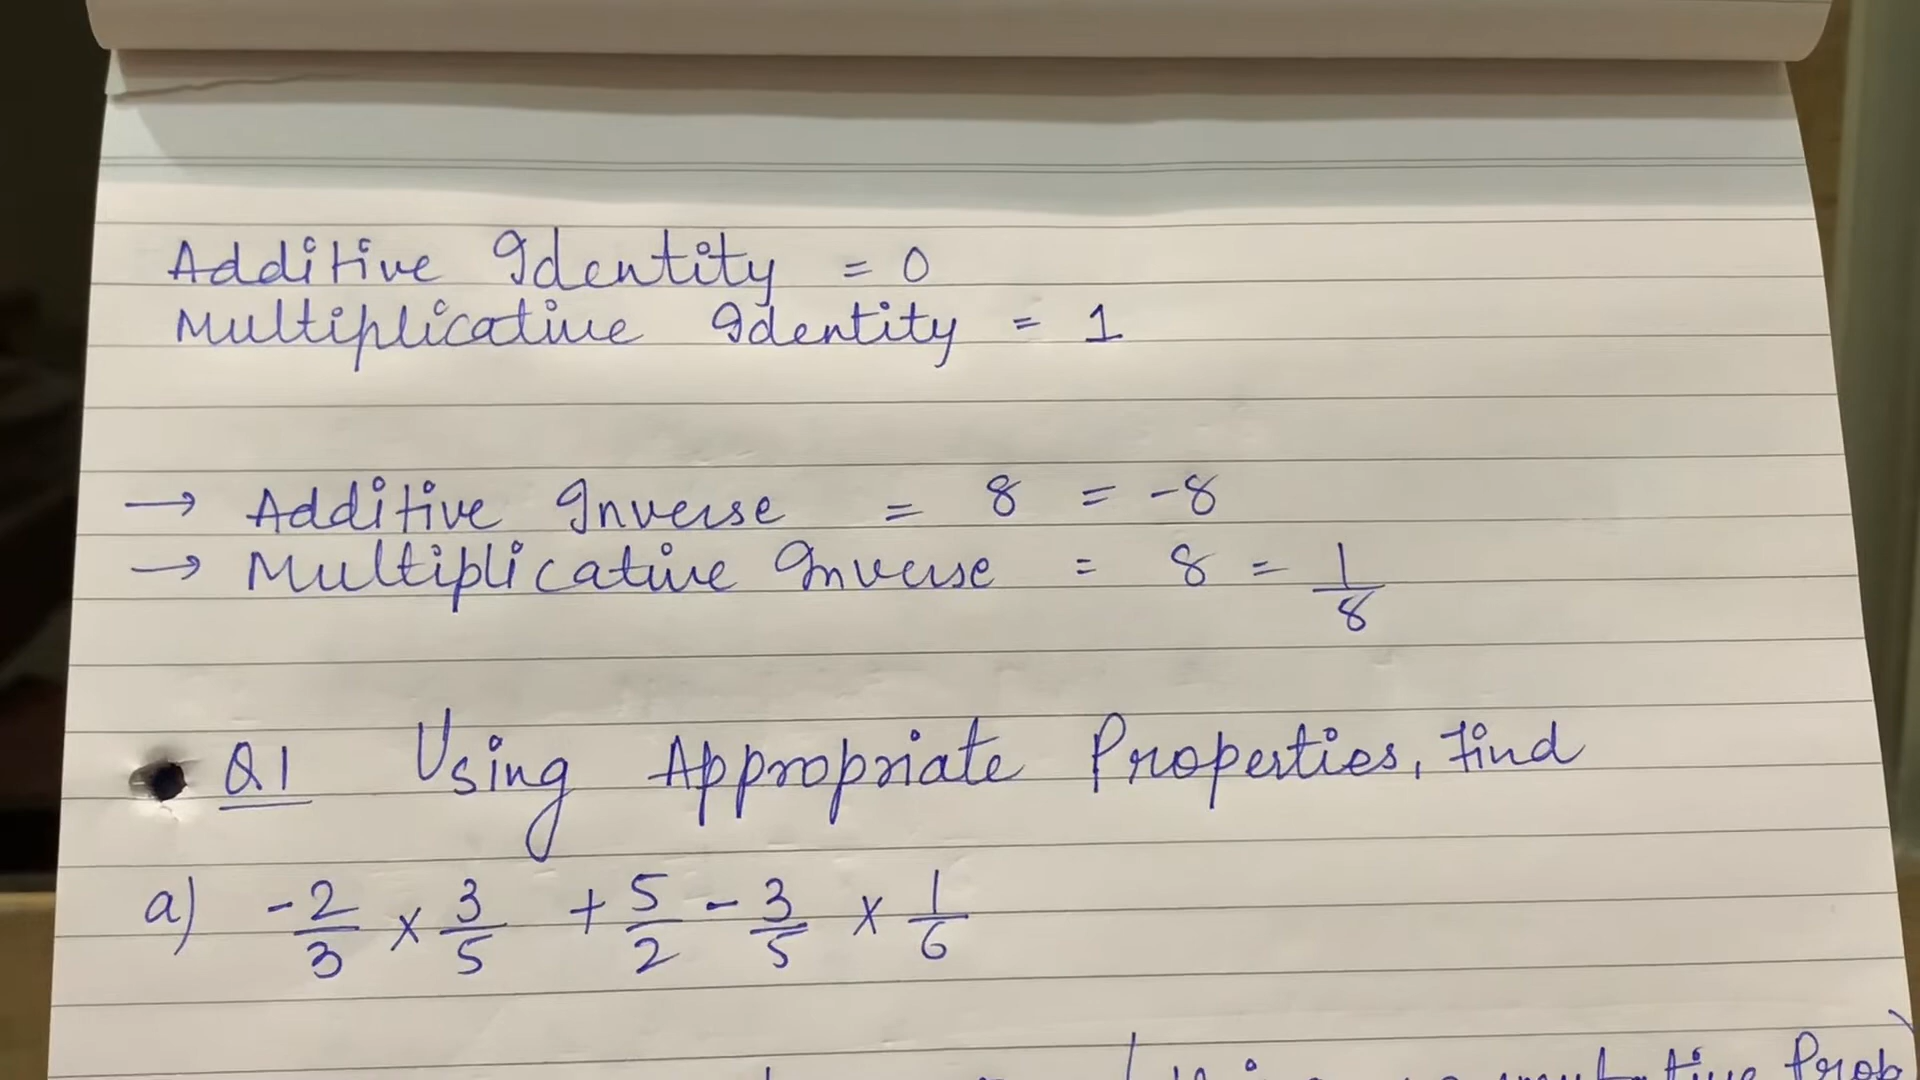 Additive Identity = 0
Multiplicative Identity = 1
→ Additive Inverse = 8 = -8
→ Multiplicative Inverse = 8 = 1/8
Q1 Using Appropriate Properties, find
a) -2/3 × 3/5 + 5/2 - 3/5 × 1/6